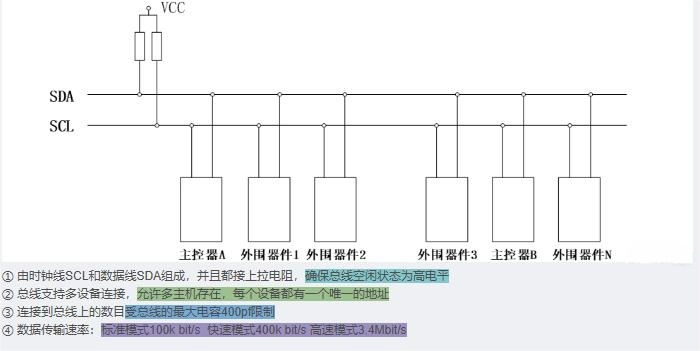 VCC
SDA
SCL
主控器A 外围器件1 外围器件2 外围器件3 主控器B 外围器件N
① 由时钟线SCL和数据线SDA组成，并且都接上拉电阻，确保总线空闲状态为高电平
② 总线支持多设备连接，允许多主机存在，每个设备都有一个唯一的地址
③ 连接到总线上的数目受总线的最大电容400pf限制
④ 数据传输速率：标准模式100k bit/s 快速模式400k bit/s 高速模式3.4Mbit/s